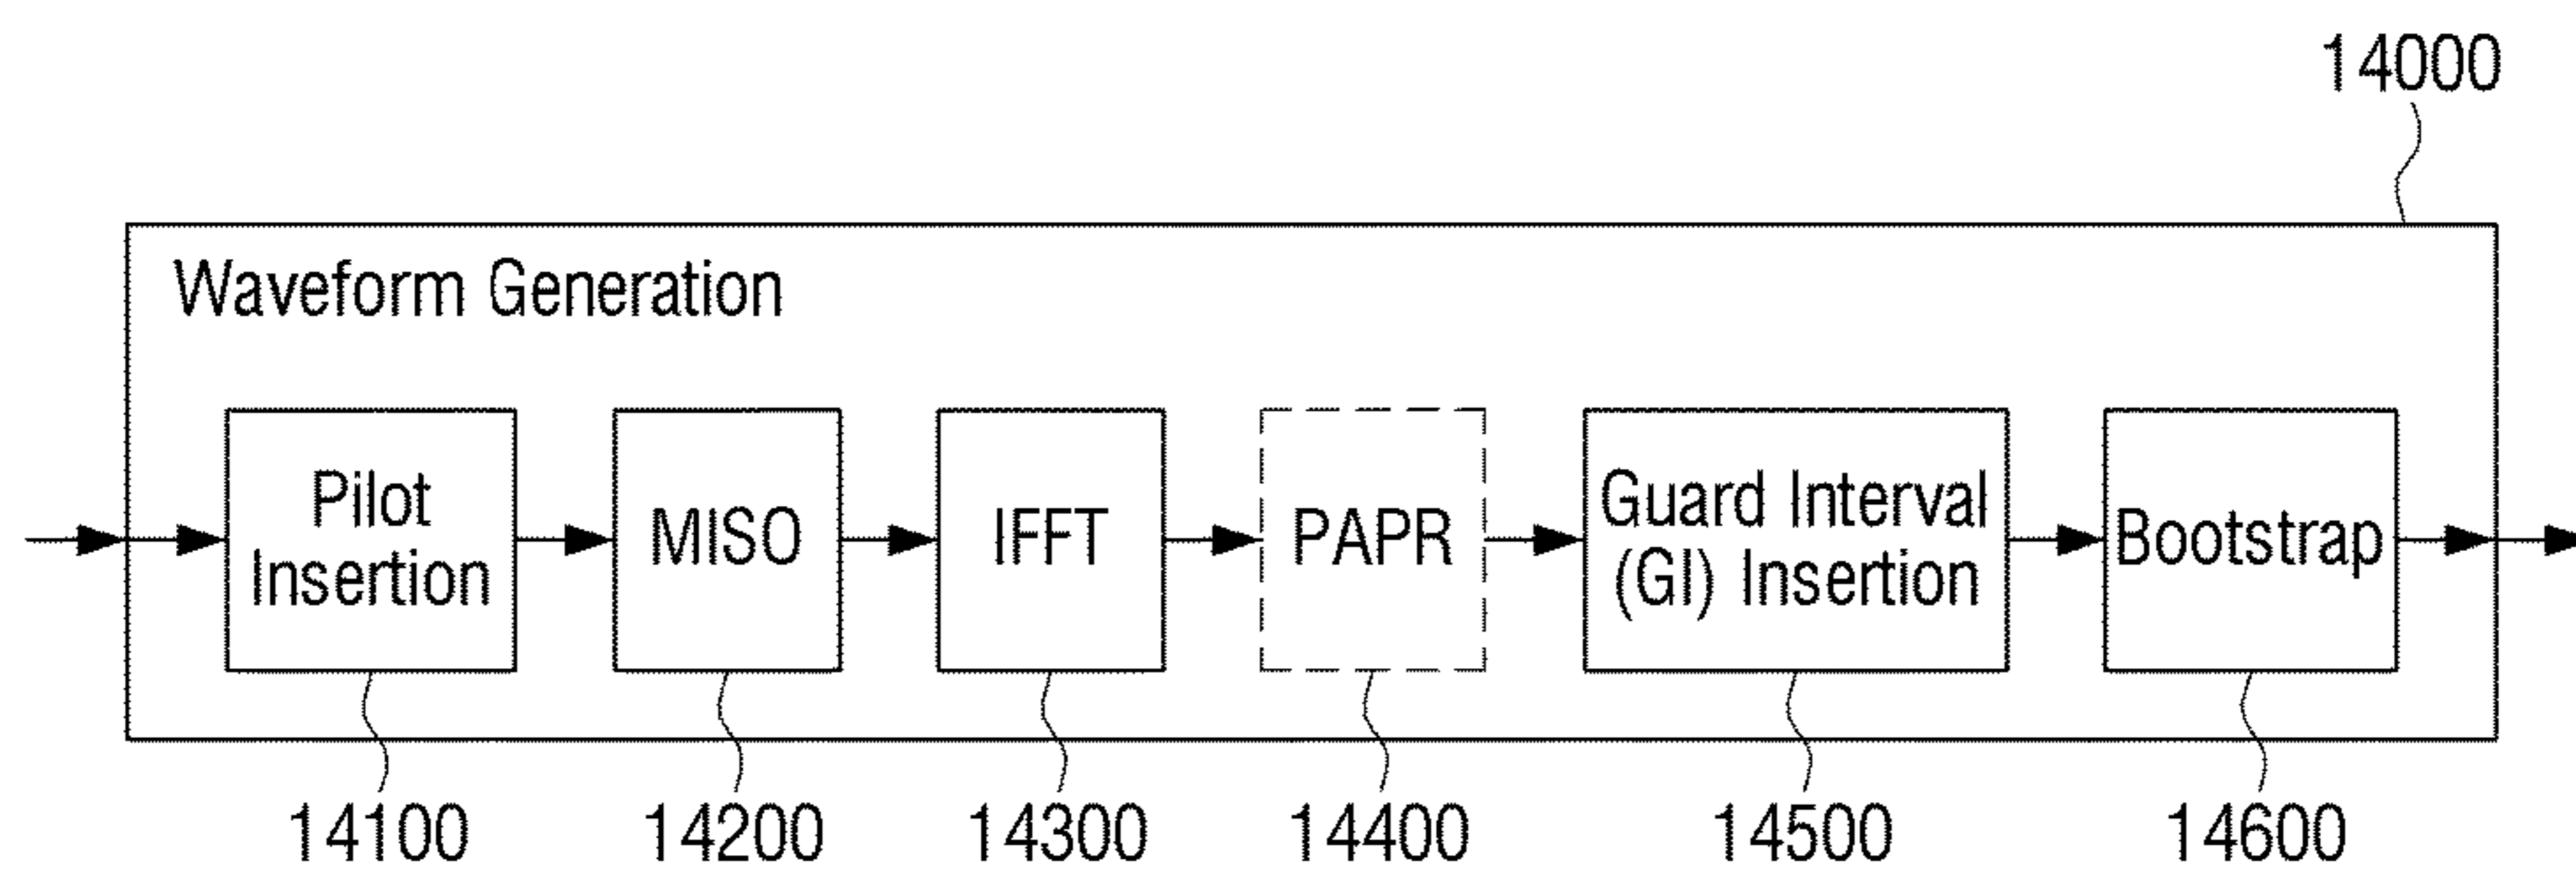 14000
Waveform Generation
Pilot
Insertion
MISO
IFFT
PAPR
Guard Interval
(GI) Insertion
Bootstrap
14100
14200
14300
14400
14500
14600